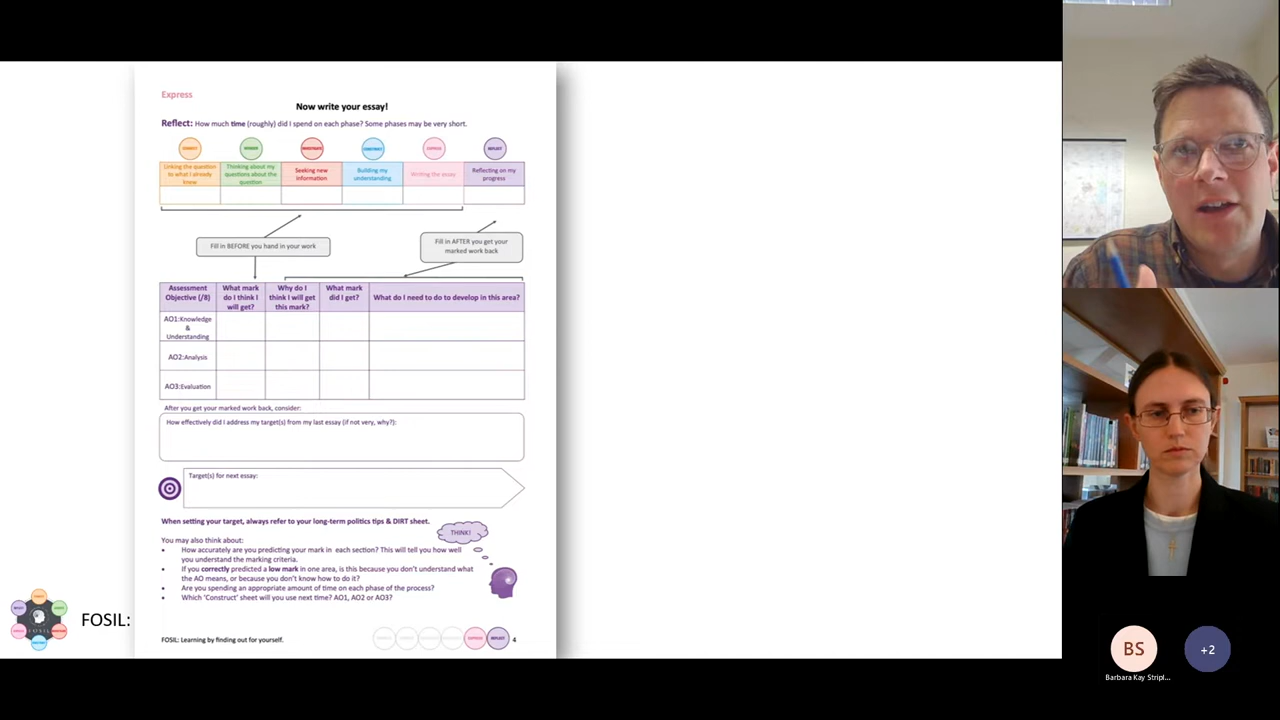 Express
Now write your essay!
Reflect: How much time (roughly) did I spend on each phase? Some phases may be very short.
CONNECT WONDER INVESTIGATE CONSTRUCT EXPRESS REFLECT
Linking the question to what I already know
Thinking about my questions about the question
Seeking new information
Building my understanding
Writing the essay
Reflecting on my progress
Fill in BEFORE you hand in your work
Fill in AFTER you get your
marked work back
Assessment Objective (/8)
What mark do I think I will get?
Why do I think I will get this mark?
What mark did I get?
What do I need to do to develop in this area?
AO1:Knowledge
&
Understanding
AO2:Analysis
AO3:Evaluation
After you get your marked work back, consider:
How effectively did I address my target(s) from my last essay (if not very, why?):
Target(s) for next essay:
When setting your target, always refer to your long-term politics tips & DIRT sheet.
THINK!
You may also think about:
• How accurately are you predicting your mark in each section? This will tell you how well
you understand the marking criteria.
• If you correctly predicted a low mark in one area, is this because you don't understand what
the AO means, or because you don't know how to do it?
• Are you spending an appropriate amount of time on each phase of the process?
• Which 'Construct' sheet will you use next time? AO1, AO2 or AO3?
FOSIL: Learning by finding out for yourself.
EXPRESS REFLECT 4
FOSIL
FOSIL:
BS
+2
Barbara Kay Stripl...